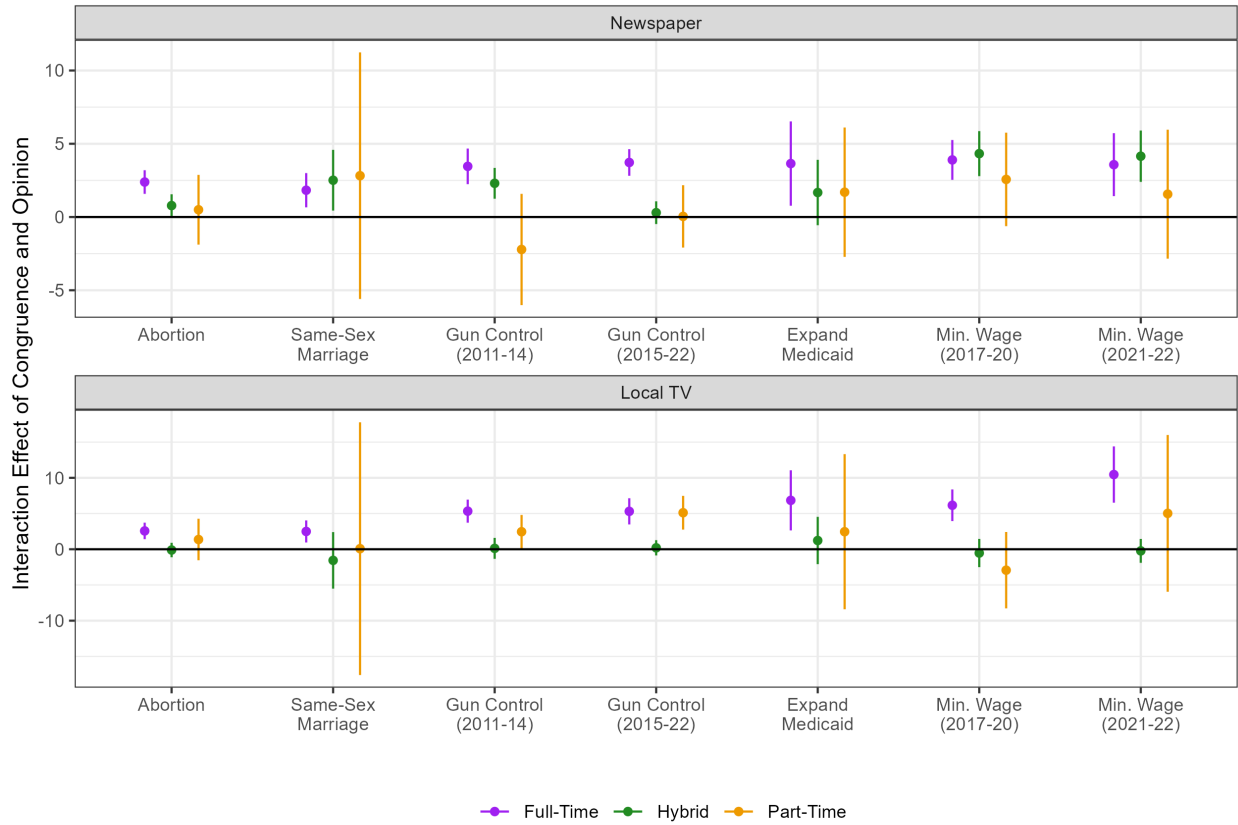 Newspaper
Interaction Effect of Congruence and Opinion
10
5
0
-5
Abortion
Same-Sex
Marriage
Gun Control
(2011-14)
Gun Control
(2015-22)
Expand
Medicaid
Min. Wage
(2017-20)
Min. Wage
(2021-22)
Local TV
10
0
-10
Abortion
Same-Sex
Marriage
Gun Control
(2011-14)
Gun Control
(2015-22)
Expand
Medicaid
Min. Wage
(2017-20)
Min. Wage
(2021-22)
Full-Time Hybrid Part-Time